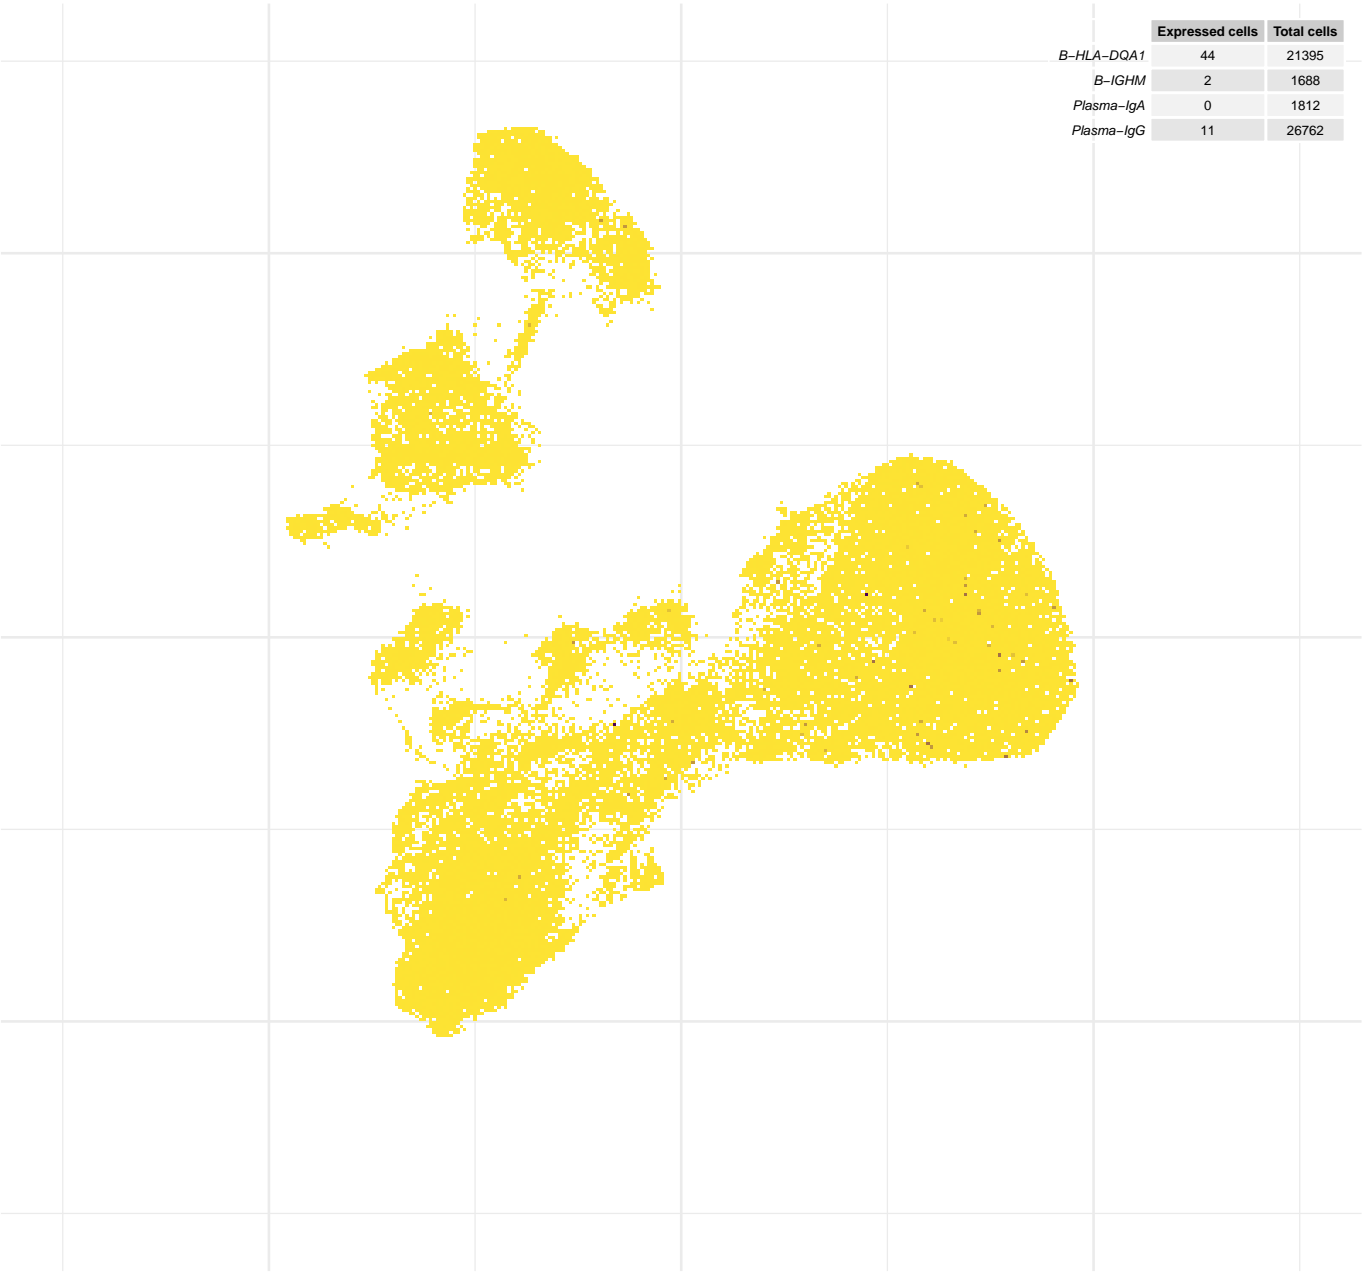 Expressed cells Total cells
B−HLA−DQA1 44 21395
B−IGHM 2 1688
Plasma−IgA 0 1812
Plasma−IgG 11 26762